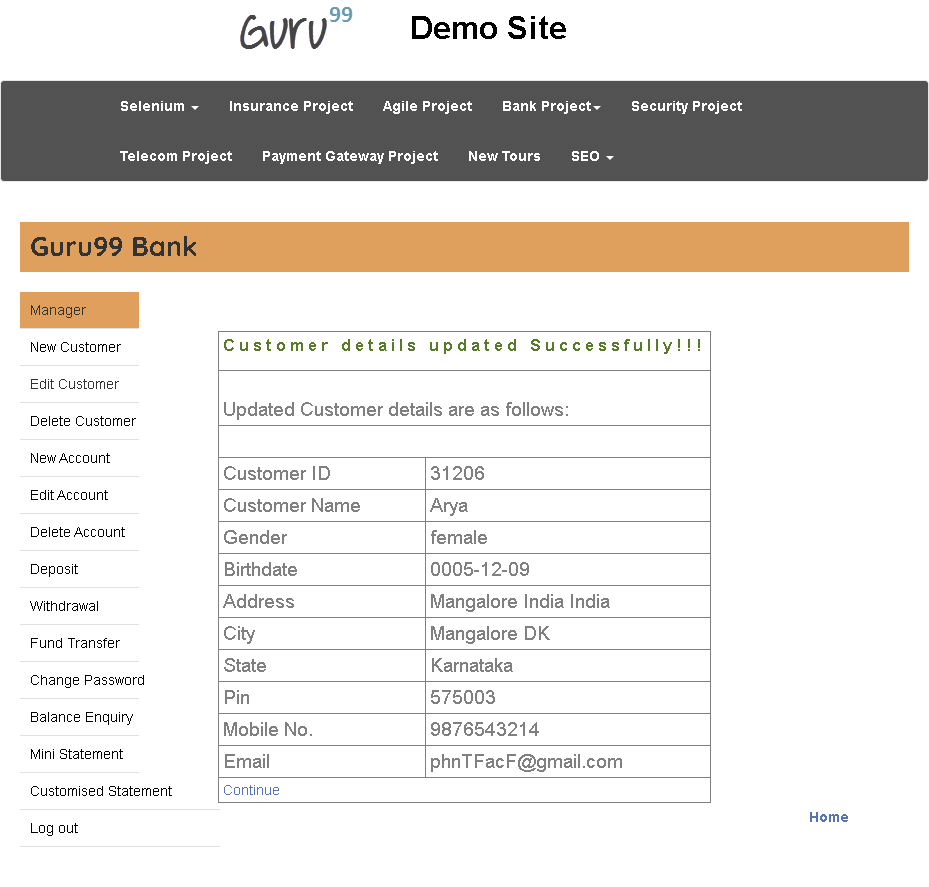 Guru99 Demo Site
Selenium Insurance Project Agile Project Bank Project Security Project
Telecom Project Payment Gateway Project New Tours SEO
Guru99 Bank
Manager
New Customer
Edit Customer
Delete Customer
New Account
Edit Account
Delete Account
Deposit
Withdrawal
Fund Transfer
Change Password
Balance Enquiry
Mini Statement
Customised Statement
Log out
Customer details updated Successfully!!!
Updated Customer details are as follows:
Customer ID 31206
Customer Name Arya
Gender female
Birthdate 0005-12-09
Address Mangalore India India
City Mangalore DK
State Karnataka
Pin 575003
Mobile No. 9876543214
Email phnTFacF@gmail.com
Continue
Home